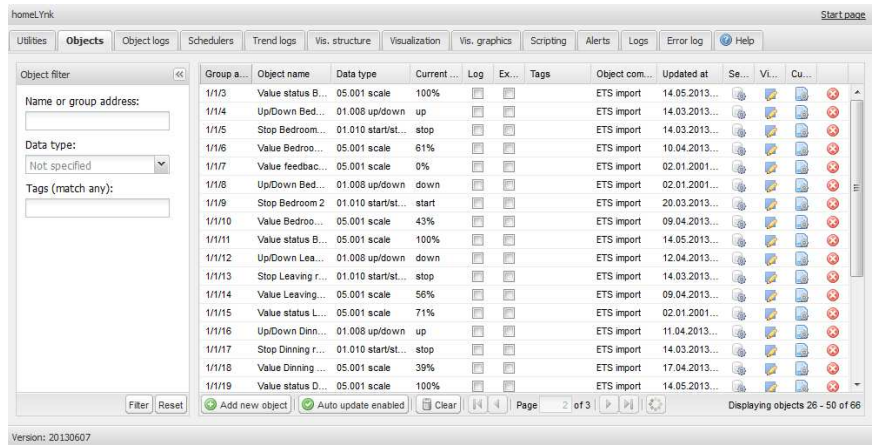 homeLYnk Start page
Utilities Objects Object logs Schedulers Trend logs Vis. structure Visualization Vis. graphics Scripting Alerts Logs Error log Help
Object filter
Name or group address:
Data type:
Not specified
Tags (match any):
Filter Reset
Group a... Object name Data type Current ... Log Ex... Tags Object com... Updated at Se... Vi... Cu...
1/1/3 Value status B... 05.001 scale 100% ETS import 14.05.2013...
1/1/4 Up/Down Bed... 01.008 up/down up ETS import 14.03.2013...
1/1/5 Stop Bedroom... 01.010 start/st... stop ETS import 14.03.2013...
1/1/6 Value Bedroo... 05.001 scale 61% ETS import 10.04.2013...
1/1/7 Value feedbac... 05.001 scale 0% ETS import 02.01.2001...
1/1/8 Up/Down Bed... 01.008 up/down down ETS import 02.01.2001...
1/1/9 Stop Bedroom 2 01.010 start/st... start ETS import 20.03.2013...
1/1/10 Value Bedroo... 05.001 scale 43% ETS import 09.04.2013...
1/1/11 Value status B... 05.001 scale 100% ETS import 14.05.2013...
1/1/12 Up/Down Lea... 01.008 up/down down ETS import 12.04.2013...
1/1/13 Stop Leaving r... 01.010 start/st... stop ETS import 14.03.2013...
1/1/14 Value Leaving... 05.001 scale 56% ETS import 09.04.2013...
1/1/15 Value status L... 05.001 scale 71% ETS import 02.01.2001...
1/1/16 Up/Down Dinn... 01.008 up/down up ETS import 11.04.2013...
1/1/17 Stop Dinning r... 01.010 start/st... stop ETS import 14.03.2013...
1/1/18 Value Dinning ... 05.001 scale 39% ETS import 17.04.2013...
1/1/19 Value status D... 05.001 scale 100% ETS import 14.05.2013...
Add new object Auto update enabled Clear Page 2 of 3 Displaying objects 26 - 50 of 66
Version: 20130607